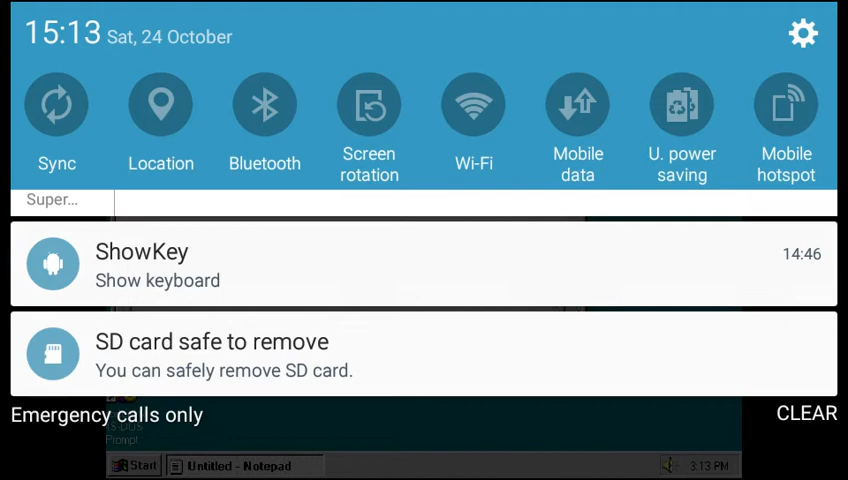 15:13 Sat, 24 October
Sync
Location
Bluetooth
Screen
rotation
Wi-Fi
Mobile
data
U. power
saving
Mobile
hotspot
Super...
ShowKey
14:46
Show keyboard
SD card safe to remove
You can safely remove SD card.
Emergency calls only
CLEAR
Prompt
Start
Untitled - Notepad
3:13 PM